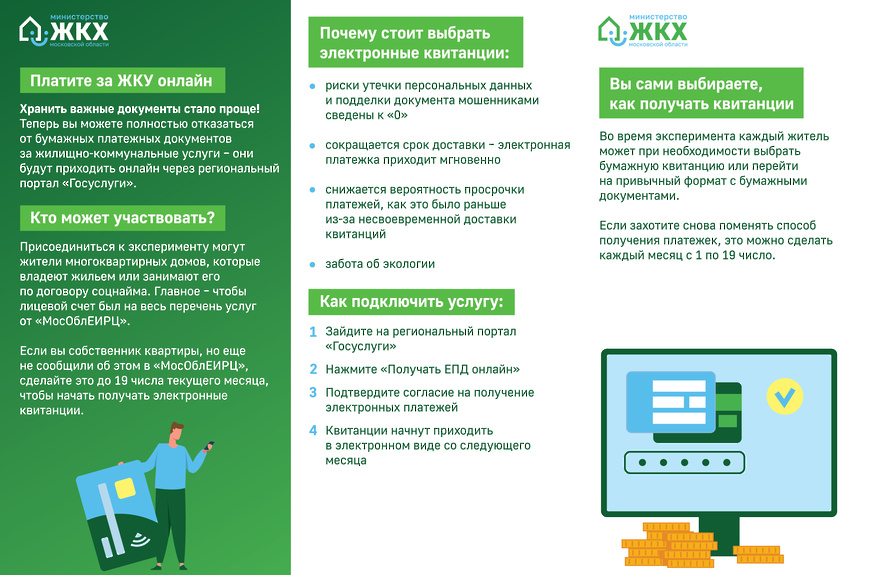 министерство
ЖКХ
московской области
Платите за ЖКУ онлайн
Хранить важные документы стало проще!
Теперь вы можете полностью отказаться
от бумажных платежных документов
за жилищно-коммунальные услуги – они
будут приходить онлайн через региональный
портал «Госуслуги».
Кто может участвовать?
Присоединиться к эксперименту могут
жители многоквартирных домов, которые
владеют жильем или занимают его
по договору соцнайма. Главное – чтобы
лицевой счет был на весь перечень услуг
от «МосОблЕИРЦ».
Если вы собственник квартиры, но еще
не сообщили об этом в «МосОблЕИРЦ»,
сделайте это до 19 числа текущего месяца,
чтобы начать получать электронные
квитанции.
Почему стоит выбрать
электронные квитанции:
риски утечки персональных данных
и подделки документа мошенниками
сведены к «0»
сокращается срок доставки – электронная
платежка приходит мгновенно
снижается вероятность просрочки
платежей, как это было раньше
из-за несвоевременной доставки
квитанций
забота об экологии
Как подключить услугу:
1 Зайдите на региональный портал
«Госуслуги»
2 Нажмите «Получать ЕПД онлайн»
3 Подтвердите согласие на получение
электронных платежей
4 Квитанции начнут приходить
в электронном виде со следующего
месяца
министерство
ЖКХ
московской области
Вы сами выбираете,
как получать квитанции
Во время эксперимента каждый житель
может при необходимости выбрать
бумажную квитанцию или перейти
на привычный формат с бумажными
документами.
Если захотите снова поменять способ
получения платежек, это можно сделать
каждый месяц с 1 по 19 число.